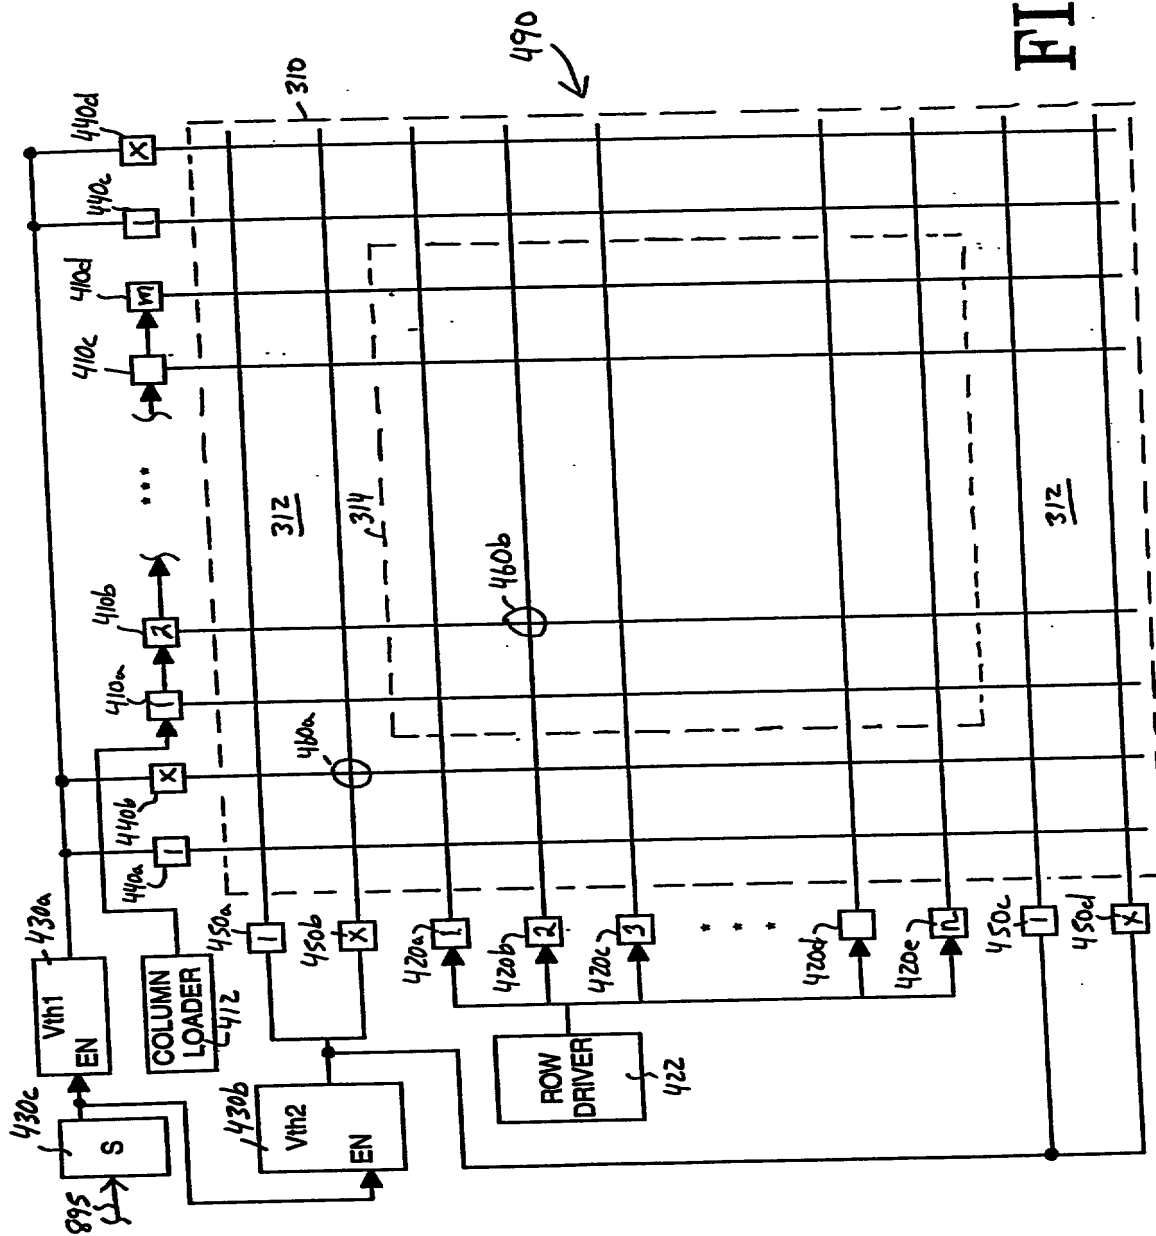 490
FI
310
440d
X
440c
1
410d
m
410c
***
410b
2
410a
1
440b
X
440a
1
312
314
460b
460a
312
430a
Vth1
EN
430c
S
895
COLUMN
LOADER
412
430b
Vth2
EN
450a
1
450b
X
420a
1
420b
2
420c
3
* * *
420d
420e
n
450c
1
450d
X
ROW
DRIVER
422